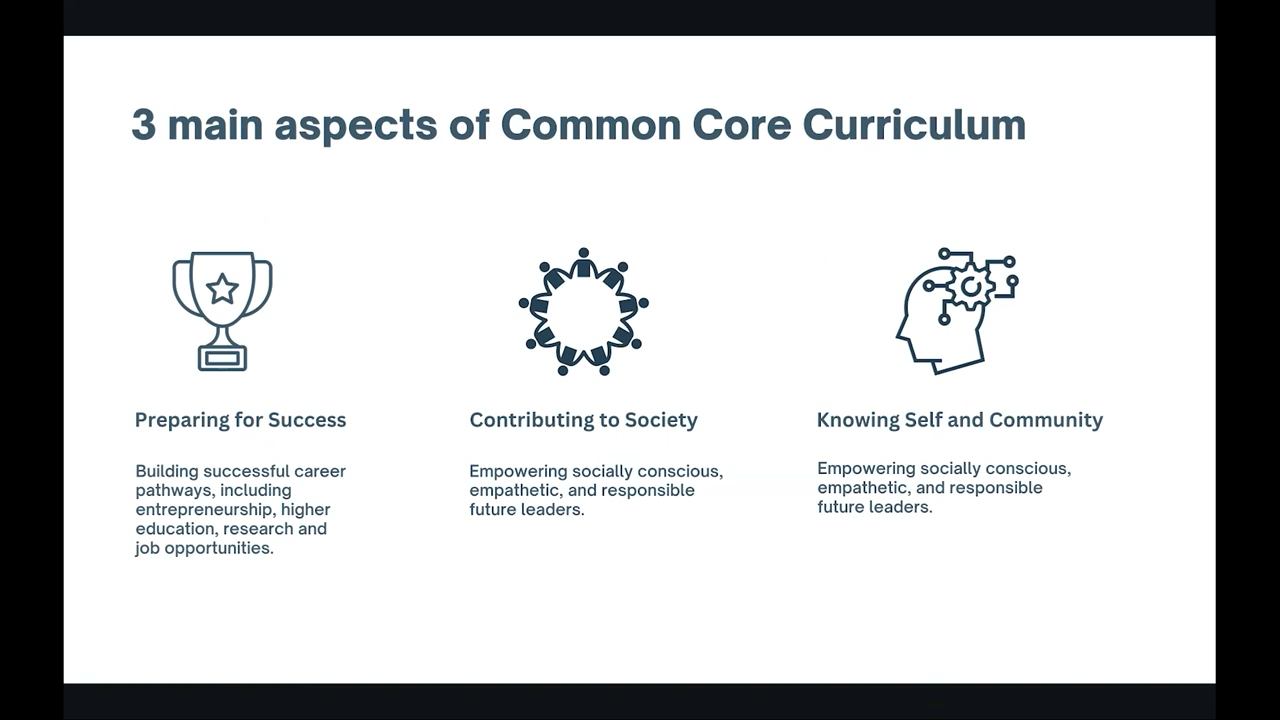 3 main aspects of Common Core Curriculum
Preparing for Success
Building successful career
pathways, including
entrepreneurship, higher
education, research and
job opportunities.
Contributing to Society
Empowering socially conscious,
empathetic, and responsible
future leaders.
Knowing Self and Community
Empowering socially conscious,
empathetic, and responsible
future leaders.